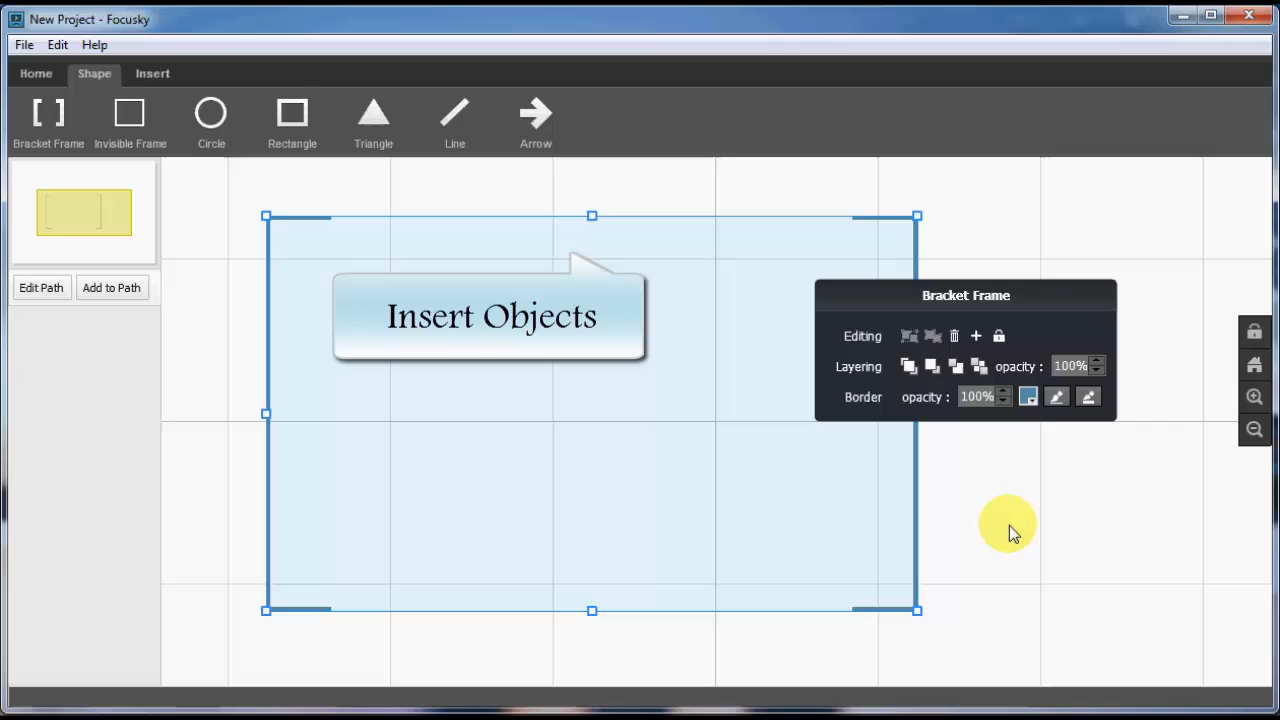 New Project - Focusky
File Edit Help
Home Shape Insert
Bracket Frame Invisible Frame Circle Rectangle Triangle Line Arrow
Edit Path Add to Path
Insert Objects
Bracket Frame
Editing
Layering opacity : 100%
Border opacity : 100%